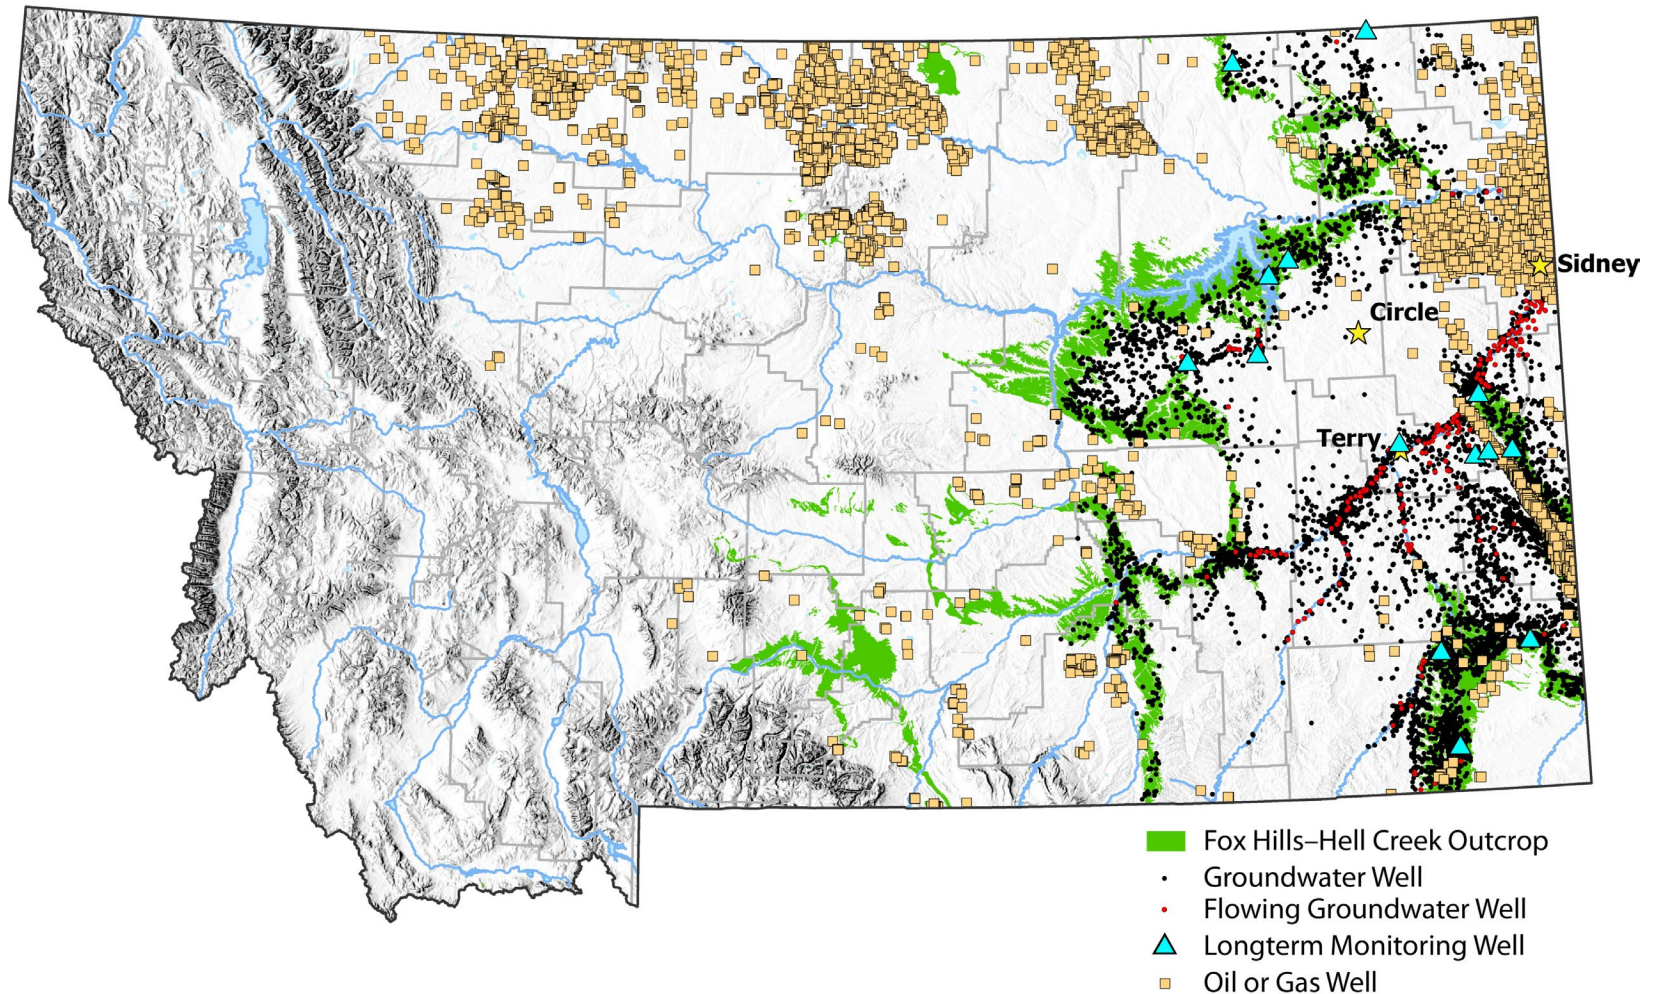 Sidney
Circle
Terry
Fox Hills–Hell Creek Outcrop
Groundwater Well
Flowing Groundwater Well
Longterm Monitoring Well
Oil or Gas Well